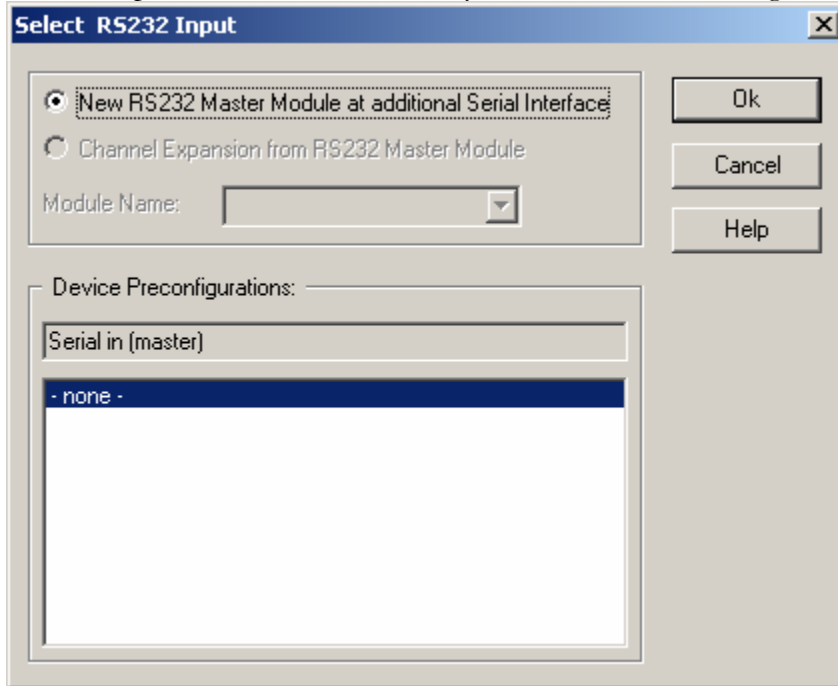 Select RS232 Input
New RS232 Master Module at additional Serial Interface
Ok
Channel Expansion from RS232 Master Module
Cancel
Module Name:
Help
Device Preconfigurations:
Serial in (master)
- none -